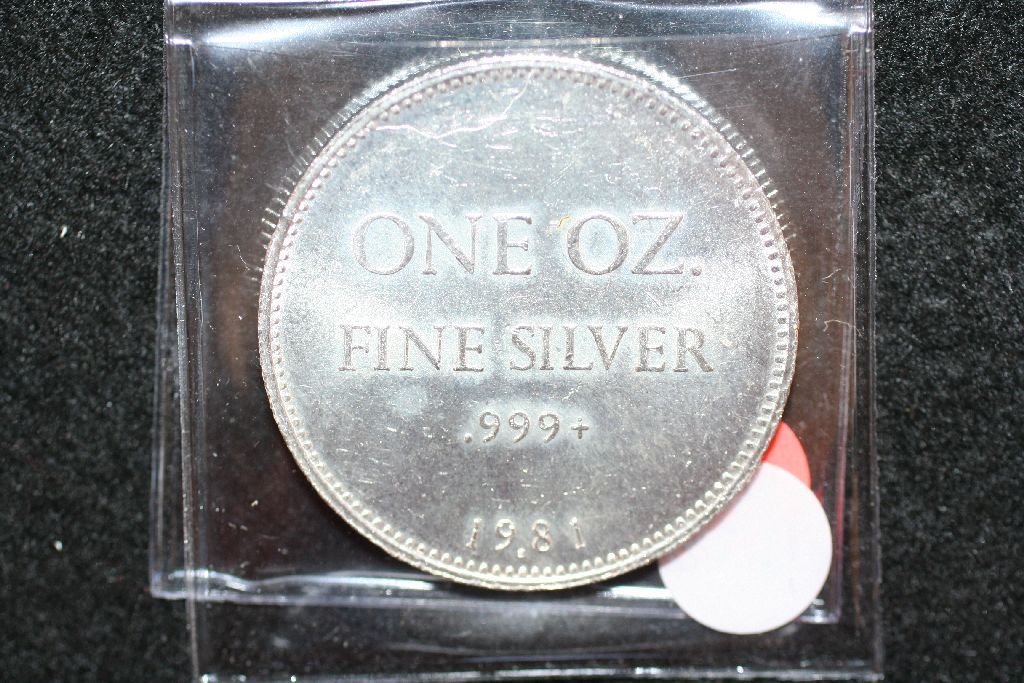 ONE OZ.
FINE SILVER
.999+
1981